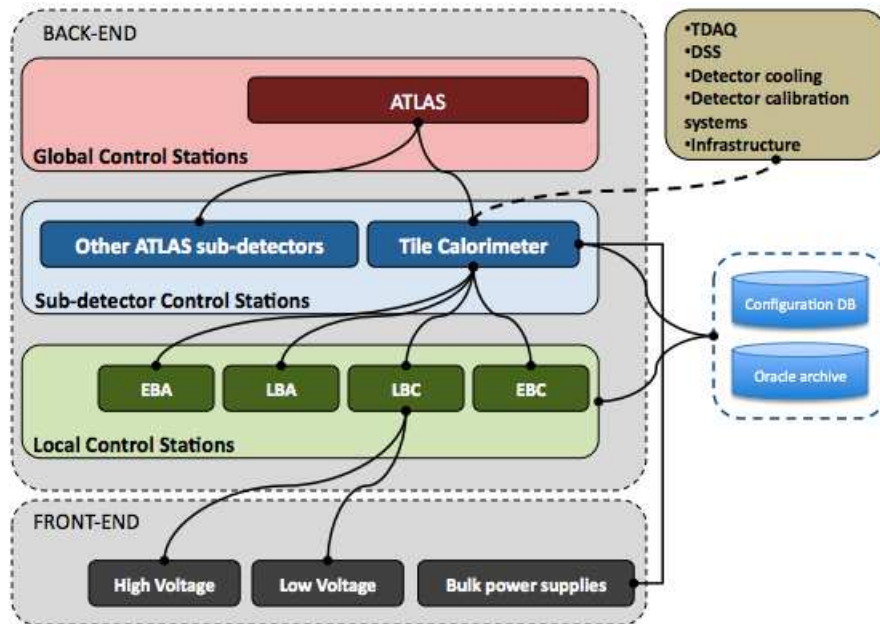 BACK-END
ATLAS
Global Control Stations
•TDAQ
•DSS
•Detector cooling
•Detector calibration
systems
•Infrastructure
Other ATLAS sub-detectors
Tile Calorimeter
Sub-detector Control Stations
Configuration DB
Oracle archive
EBA
LBA
LBC
EBC
Local Control Stations
FRONT-END
High Voltage
Low Voltage
Bulk power supplies